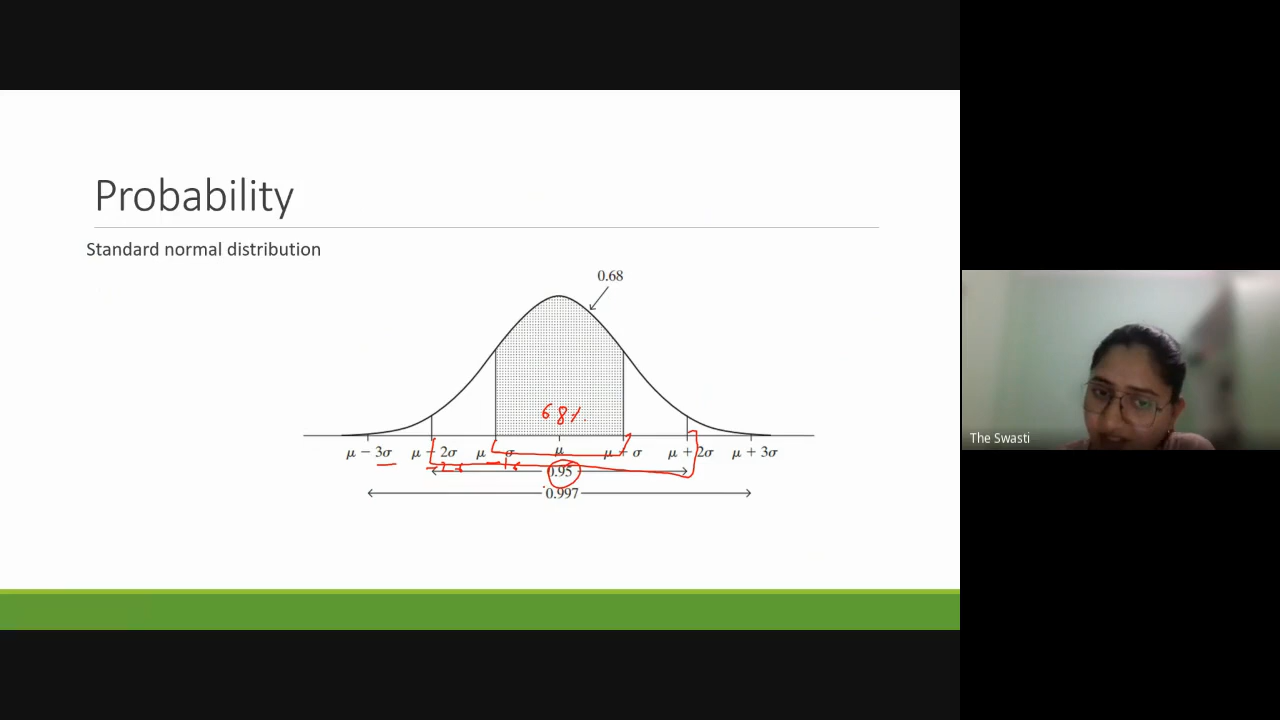 Probability
Standard normal distribution
0.68
68%
μ − 3σ μ − 2σ μ − σ μ μ + σ μ + 2σ μ + 3σ
0.95
0.997
The Swasti